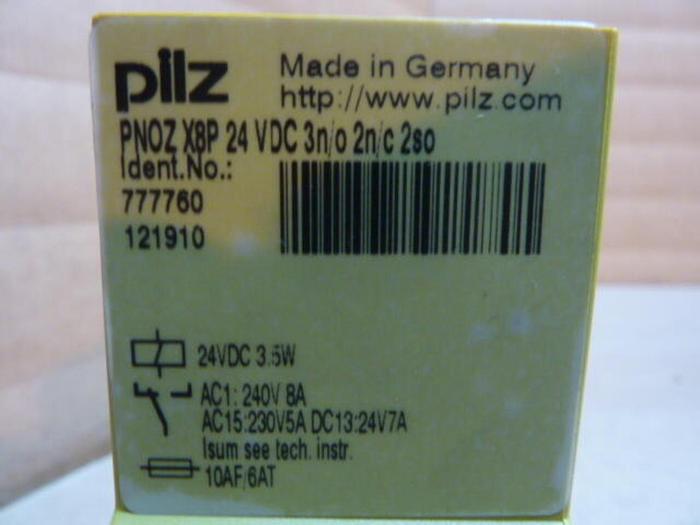 pilz
Made in Germany
http://www.pilz.com
PNOZ X8P 24 VDC 3n/o 2n/c 2so
Ident.No.:
777760
121910
24VDC 3.5W
AC1: 240V 8A
AC15:230V5A DC13:24V7A
Isum see tech. instr.
10AF/6AT